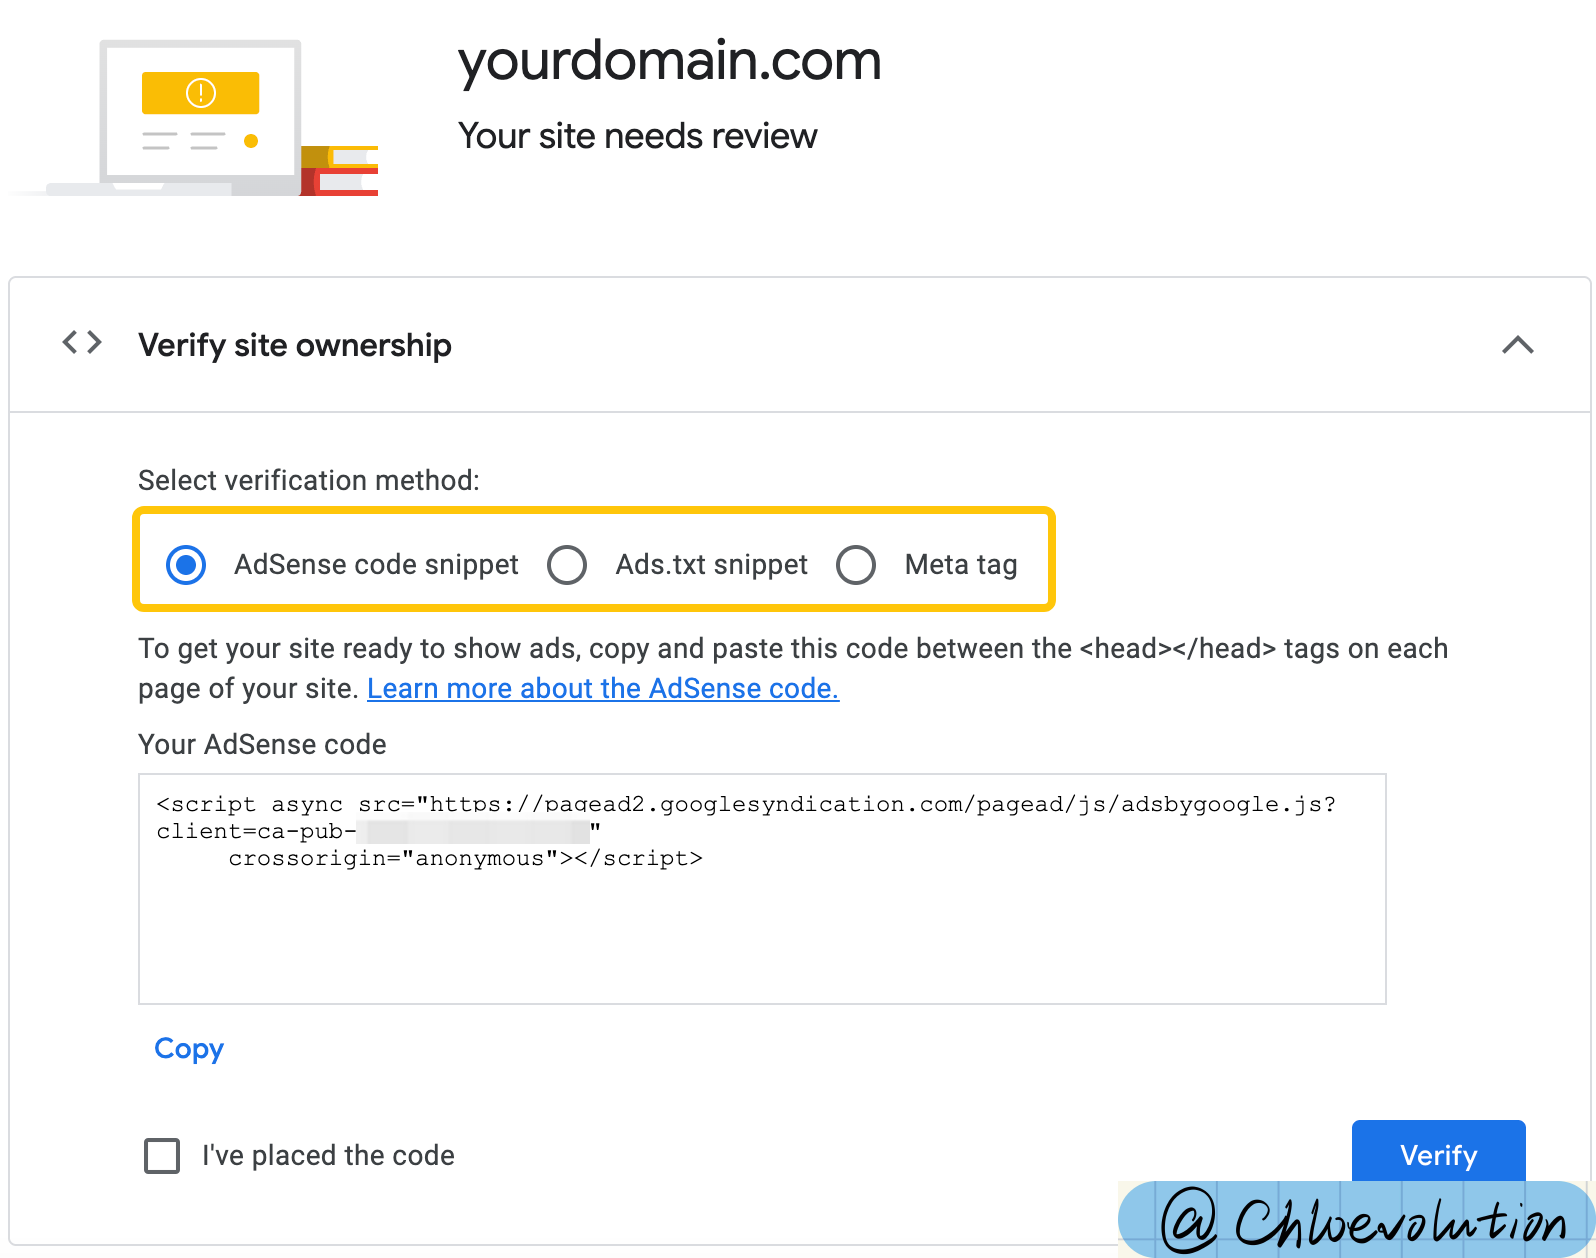 yourdomain.com
Your site needs review
Verify site ownership
Select verification method:
AdSense code snippet Ads.txt snippet Meta tag
To get your site ready to show ads, copy and paste this code between the <head></head> tags on each
page of your site. Learn more about the AdSense code.
Your AdSense code
<script async src="https://pagead2.googlesyndication.com/pagead/js/adsbygoogle.js?
client=ca-pub- "
crossorigin="anonymous"></script>
Copy
I've placed the code
Verify
@Chloevolution